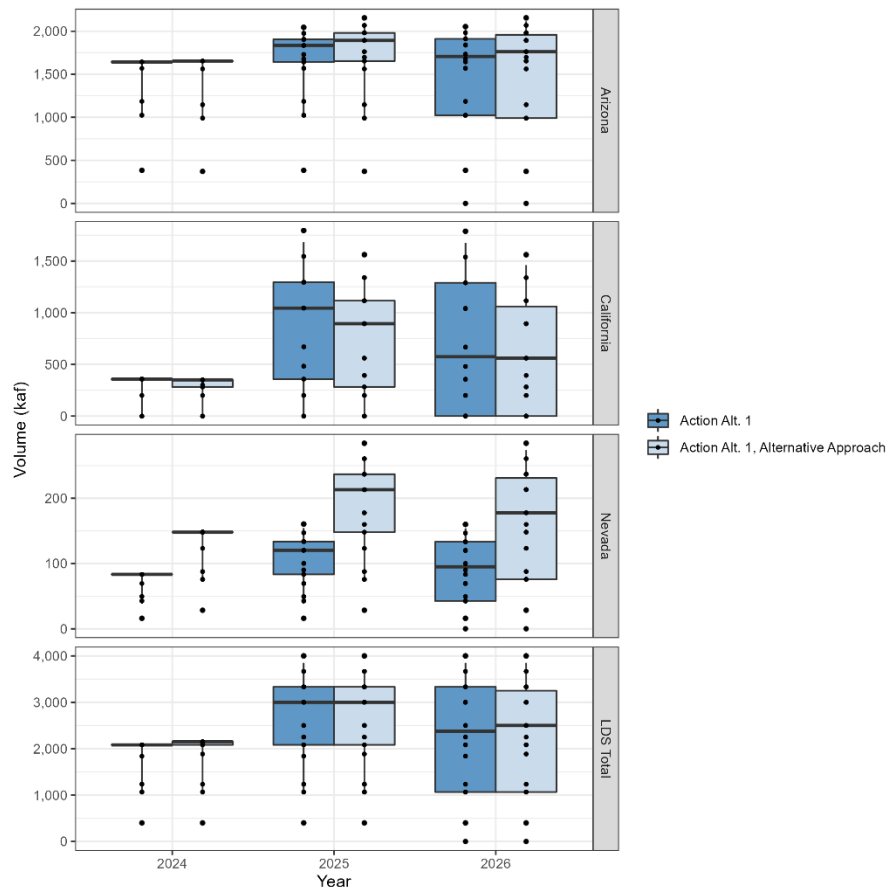 2,000
1,500
1,000
500
0
Arizona
1,500
1,000
500
0
California
200
100
0
Nevada
4,000
3,000
2,000
1,000
0
LDS Total
Volume (kaf)
2024
2025
2026
Year
Action Alt. 1
Action Alt. 1, Alternative Approach